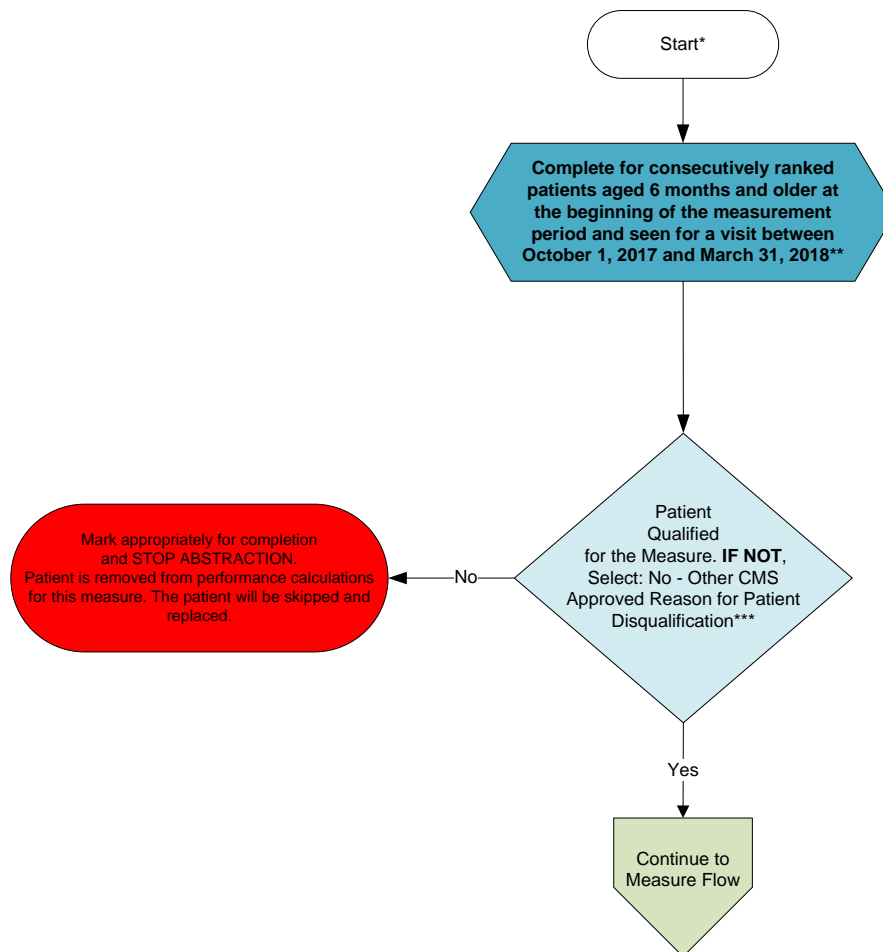 Start*
Complete for consecutively ranked
patients aged 6 months and older at
the beginning of the measurement
period and seen for a visit between
October 1, 2017 and March 31, 2018**
Patient
Qualified
for the Measure. IF NOT,
Select: No - Other CMS
Approved Reason for Patient
Disqualification***
No
Mark appropriately for completion
and STOP ABSTRACTION.
Patient is removed from performance calculations
for this measure. The patient will be skipped and
replaced.
Yes
Continue to
Measure Flow